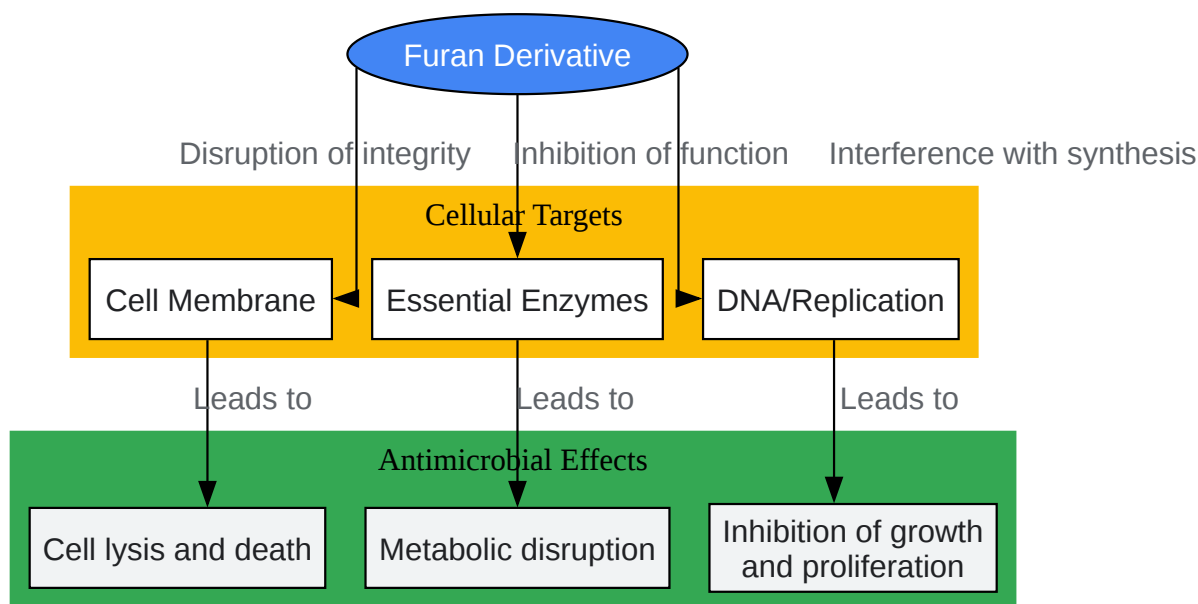 Furan Derivative
Disruption of integrity
Inhibition of function
Interference with synthesis
Cellular Targets
Cell Membrane
Essential Enzymes
DNA/Replication
Leads to
Leads to
Leads to
Antimicrobial Effects
Cell lysis and death
Metabolic disruption
Inhibition of growth
and proliferation